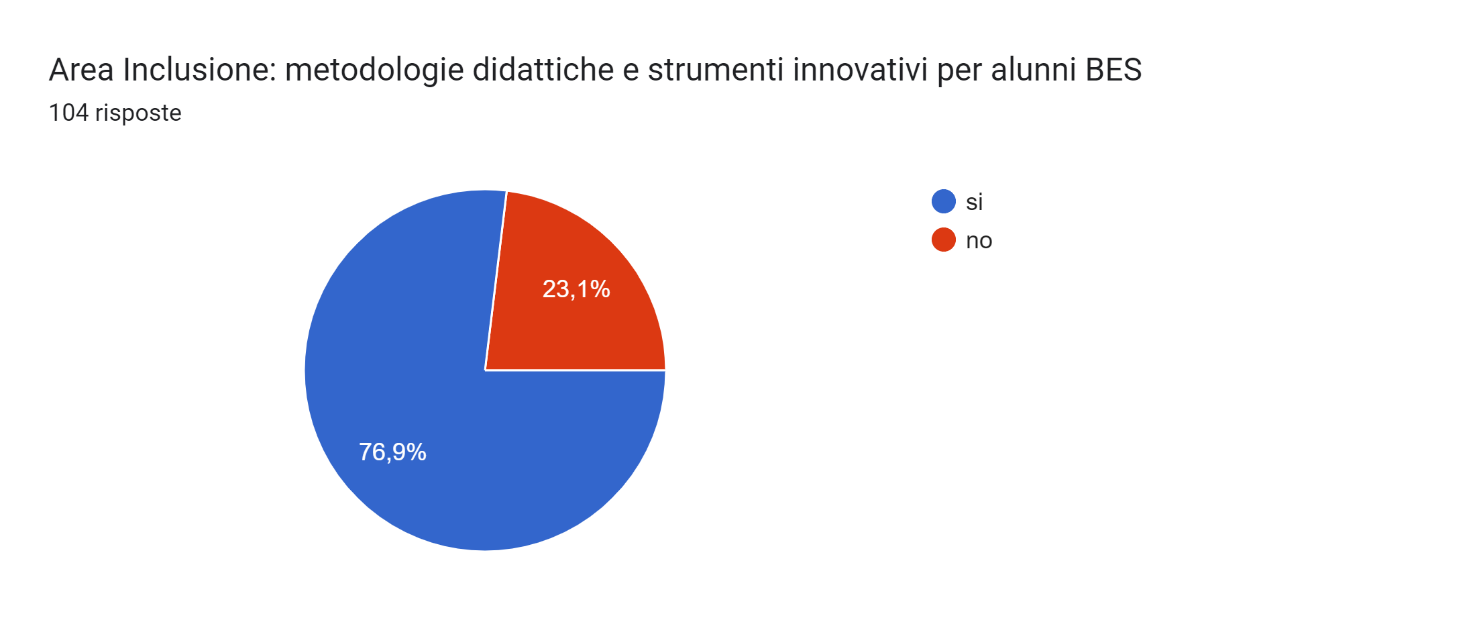 Area Inclusione: metodologie didattiche e strumenti innovativi per alunni BES
104 risposte
si
no
23,1%
76,9%